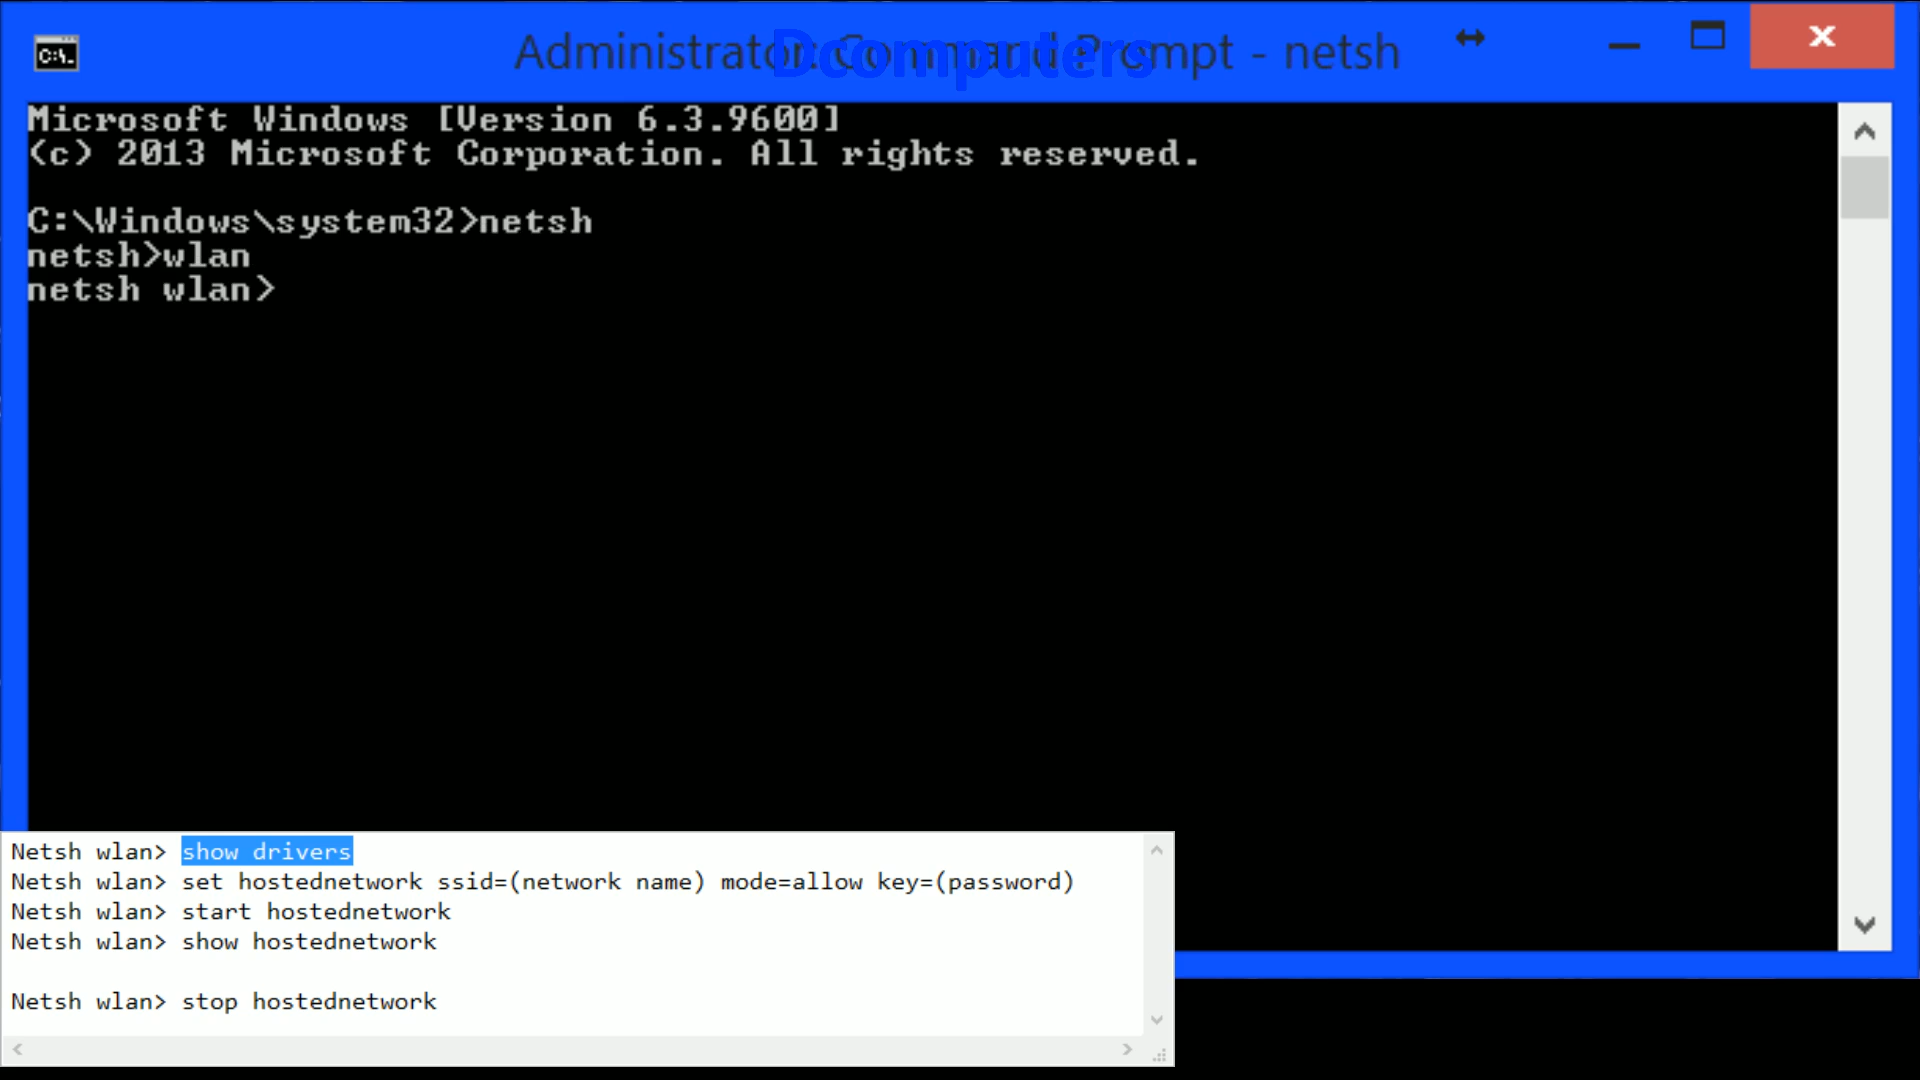 Administrator: Command Prompt - netsh
Dcomputers
C:\.
Microsoft Windows [Version 6.3.9600]
(c) 2013 Microsoft Corporation. All rights reserved.
C:\Windows\system32>netsh
netsh>wlan
netsh wlan>
Netsh wlan> show drivers
Netsh wlan> set hostednetwork ssid=(network name) mode=allow key=(password)
Netsh wlan> start hostednetwork
Netsh wlan> show hostednetwork
Netsh wlan> stop hostednetwork